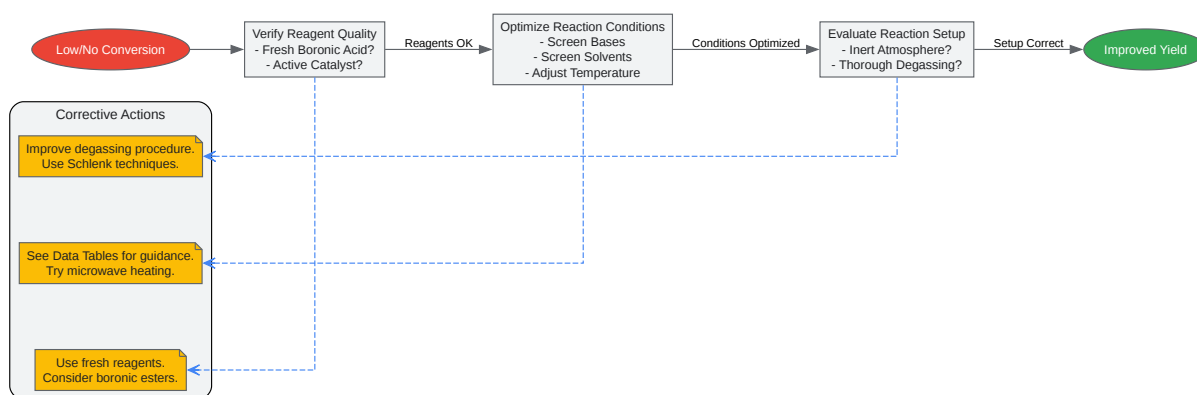 Low/No Conversion
Verify Reagent Quality
- Fresh Boronic Acid?
- Active Catalyst?
Reagents OK
Optimize Reaction Conditions
- Screen Bases
- Screen Solvents
- Adjust Temperature
Conditions Optimized
Evaluate Reaction Setup
- Inert Atmosphere?
- Thorough Degassing?
Setup Correct
Improved Yield
Corrective Actions
Improve degassing procedure.
Use Schlenk techniques.
See Data Tables for guidance.
Try microwave heating.
Use fresh reagents.
Consider boronic esters.